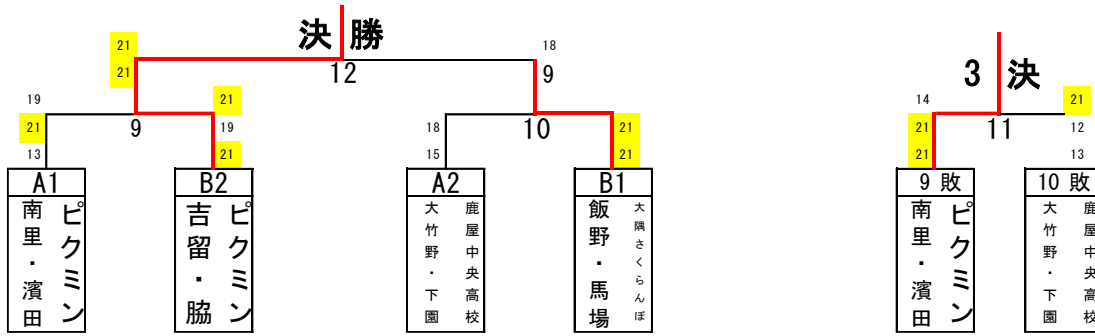 決勝
21
21
18
9
12
3決
19
21
13
21
19
21
9
18
15
10
21
21
14
21
21
11
21
12
13
A1
B2
A2
B1
9敗
10敗
ピクミン
南里・濱田
ピクミン
吉留・脇
鹿屋中央高校
大竹野・下園
大隅さくらんぼ
飯野・馬場
ピクミン
南里・濱田
鹿屋中央高校
大竹野・下園